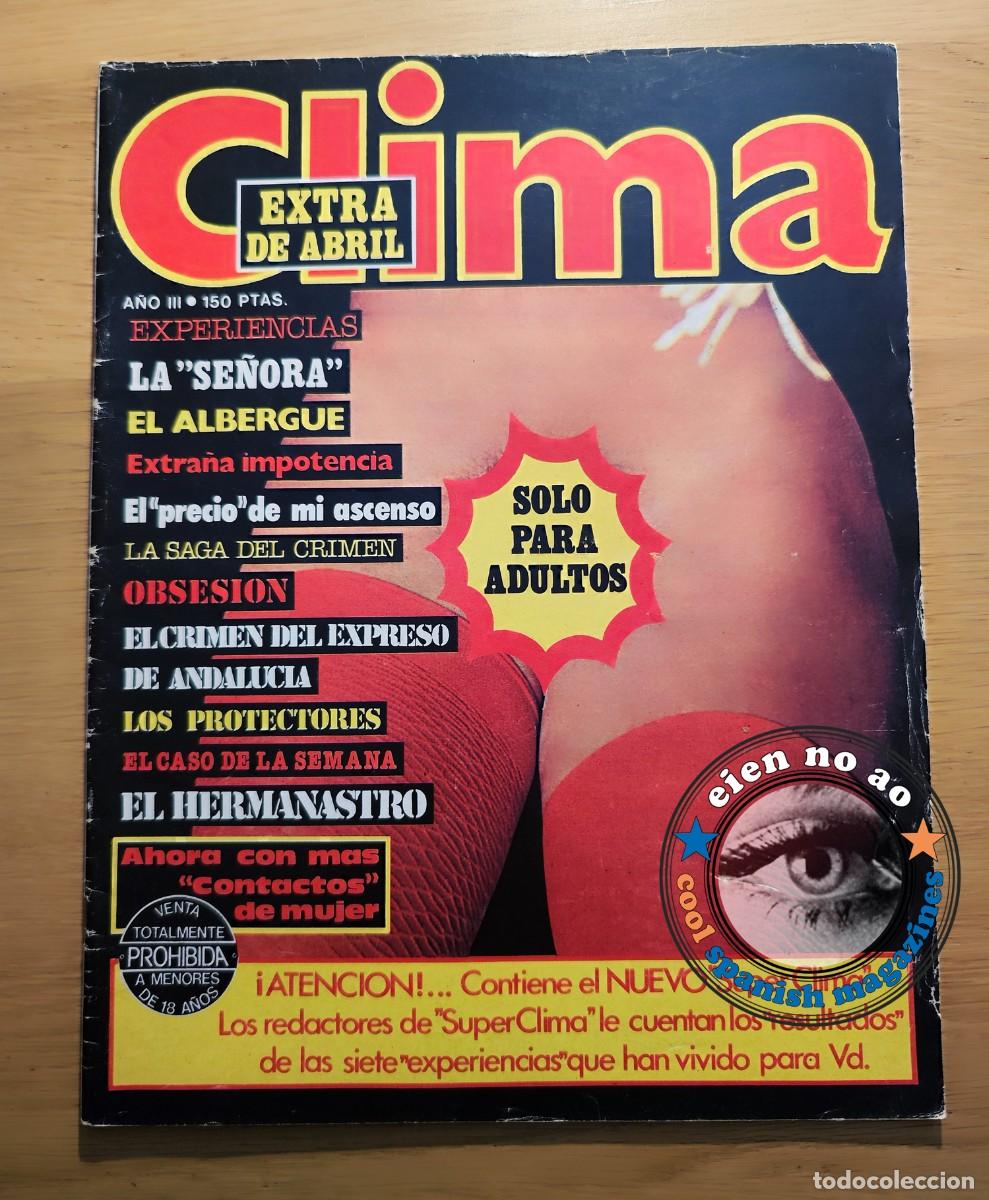 Clima
EXTRA
DE ABRIL
AÑO III • 150 PTAS.
EXPERIENCIAS
LA "SEÑORA"
EL ALBERGUE
Extraña impotencia
El "precio" de mi ascenso
LA SAGA DEL CRIMEN
OBSESION
EL CRIMEN DEL EXPRESO
DE ANDALUCIA
LOS PROTECTORES
EL CASO DE LA SEMANA
EL HERMANASTRO
SOLO
PARA
ADULTOS
Ahora con mas
"Contactos"
de mujer
VENTA
TOTALMENTE
PROHIBIDA
A MENORES
DE 18 AÑOS
¡ATENCION!... Contiene el NUEVO "Super Clima"
Los redactores de "SuperClima" le cuentan los "resultados"
de las siete "experiencias" que han vivido para Vd.
eien no ao
cool spanish magazines
todocoleccion